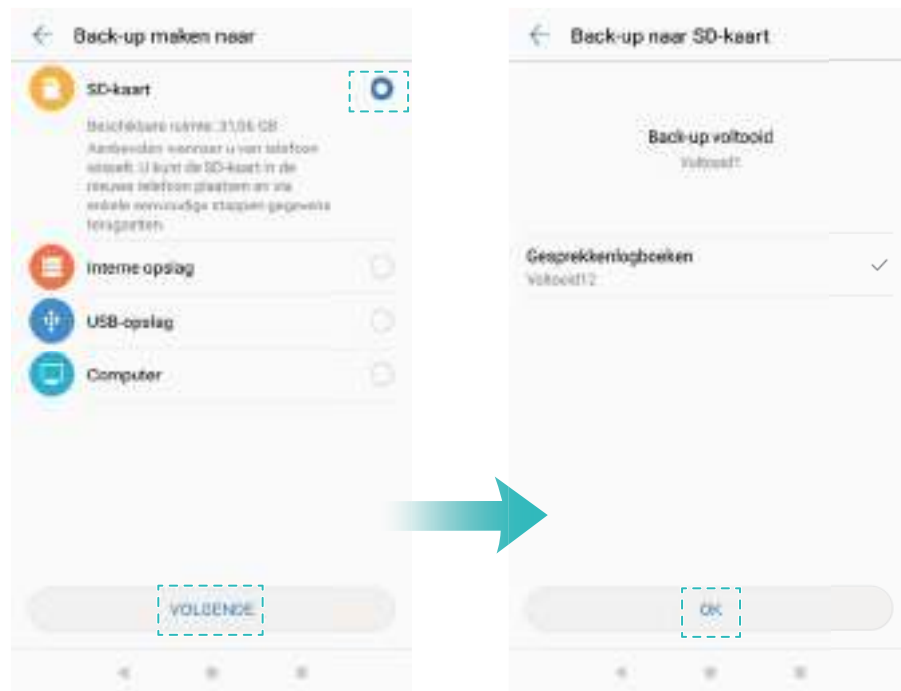 Back-up maken naar
SD-kaart
Beschikbare ruimte: 31,06 GB
Aanbevolen wanneer u van telefoon
wisselt. U kunt de SD-kaart in de
nieuwe telefoon plaatsen en via
enkele eenvoudige stappen gegevens
terugzetten.
Interne opslag
USB-opslag
Computer
VOLGENDE
Back-up naar SD-kaart
Back-up voltooid
Voltooid1
Gesprekkenlogboeken
Voltooid12
OK